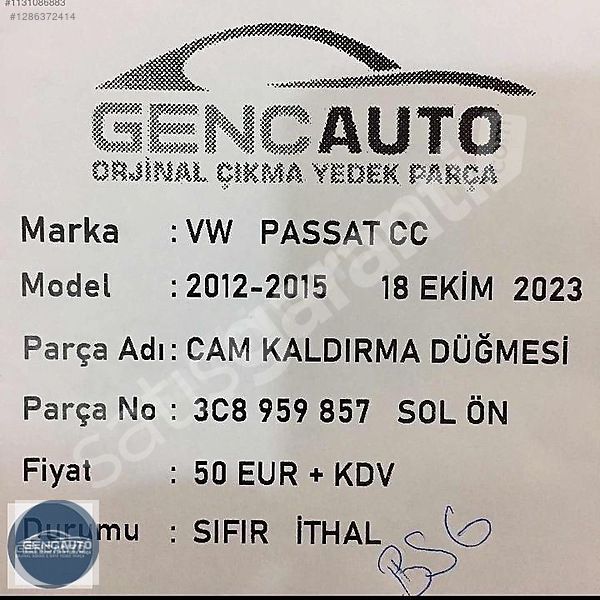 #1131086883
#1286372414
GENCAUTO
ORJİNAL ÇIKMA YEDEK PARÇA
Marka : VW PASSAT CC
Model : 2012-2015 18 EKİM 2023
Parça Adı : CAM KALDIRMA DÜĞMESİ
Parça No : 3C8 959 857 SOL ÖN
Fiyat : 50 EUR + KDV
Durumu : SIFIR İTHAL
BSG
GENCAUTO